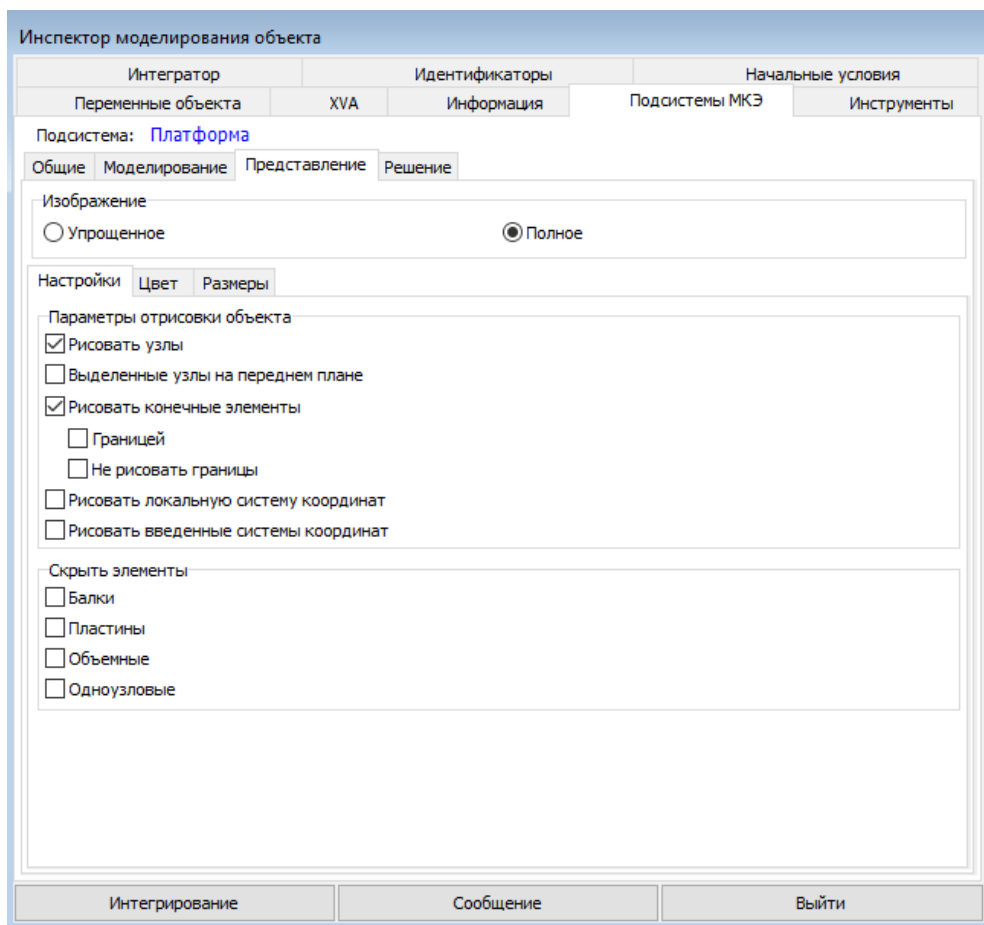 Инспектор моделирования объекта
Интегратор Идентификаторы Начальные условия
Переменные объекта XVA Информация Подсистемы МКЭ Инструменты
Подсистема: Платформа
Общие Моделирование Представление Решение
Изображение
Упрощенное Полное
Настройки Цвет Размеры
Параметры отрисовки объекта
Рисовать узлы
Выделенные узлы на переднем плане
Рисовать конечные элементы
Границей
Не рисовать границы
Рисовать локальную систему координат
Рисовать введенные системы координат
Скрыть элементы
Балки
Пластины
Объемные
Одноузловые
Интегрирование Сообщение Выйти